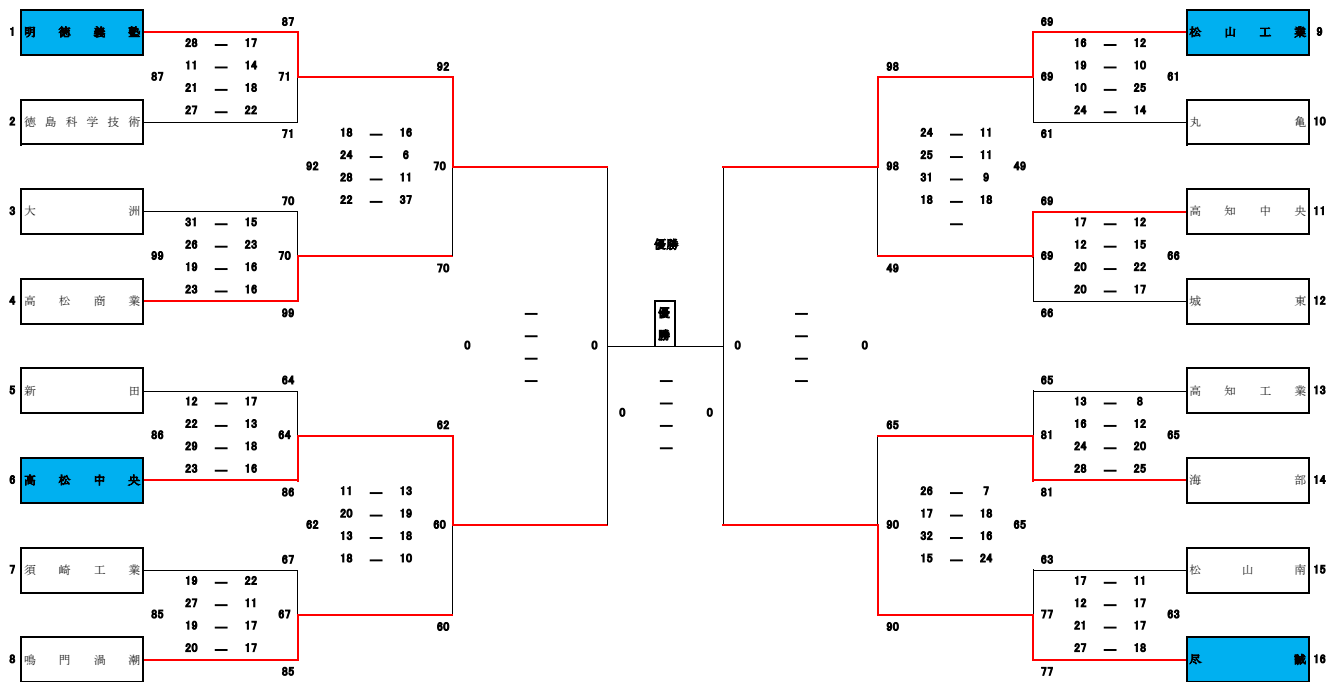 1 明徳義塾 87
28 — 17
11 — 14
87 71
21 — 18
27 — 22
2 徳島科学技術 71
92
18 — 16
24 — 6
92 70
28 — 11
22 — 37
3 大洲 70
31 — 15
26 — 23
99 70
19 — 16
23 — 16
4 高松商業 99
70
5 新田 64
12 — 17
22 — 13
86 64
29 — 18
23 — 16
6 高松中央 86
62
11 — 13
20 — 19
62 60
13 — 18
18 — 10
7 須崎工業 67
19 — 22
27 — 11
85 67
19 — 17
20 — 17
8 鳴門渦潮 85
60
—
—
0 0
—
—
優勝
優勝
—
—
0 0
—
—
—
—
0 0
—
—
69 松山工業 9
16 — 12
19 — 10
69 61
10 — 25
24 — 14
61 丸亀 10
98
24 — 11
25 — 11
98 49
31 — 9
18 — 18
—
69 高知中央 11
17 — 12
12 — 15
69 66
20 — 22
20 — 17
66 城東 12
49
65 高知工業 13
13 — 8
16 — 12
81 65
24 — 20
28 — 25
81 海部 14
65
26 — 7
17 — 18
90 65
32 — 16
15 — 24
63 松山南 15
17 — 11
12 — 17
77 63
21 — 17
27 — 18
77 尽誠 16
90